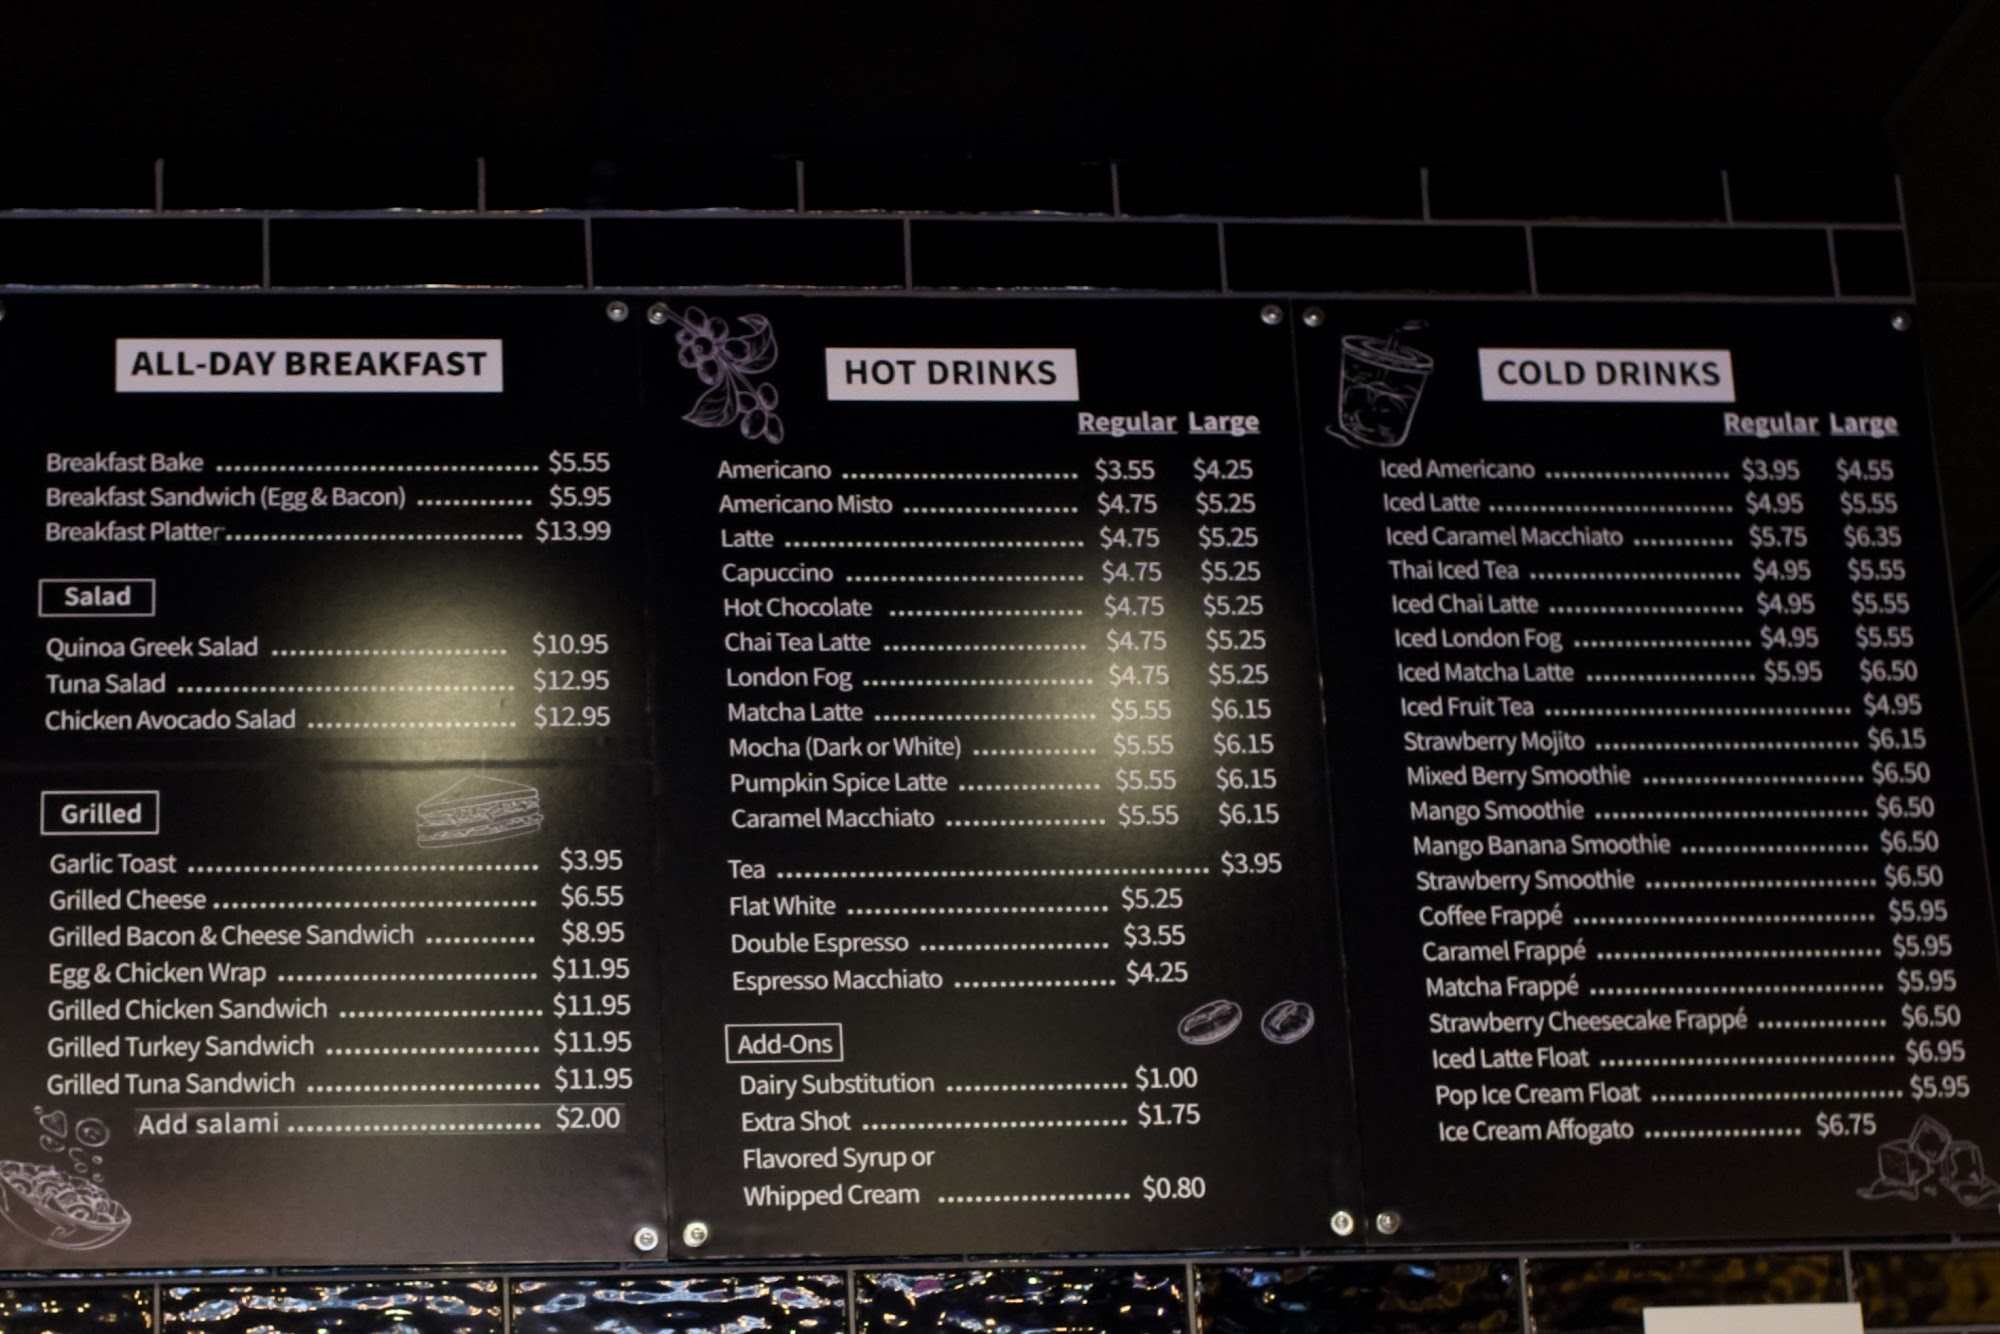 ALL-DAY BREAKFAST
Breakfast Bake ................................ $5.55
Breakfast Sandwich (Egg & Bacon) ............ $5.95
Breakfast Platter .............................. $13.99
Salad
Quinoa Greek Salad ........................ $10.95
Tuna Salad .................................. $12.95
Chicken Avocado Salad ..................... $12.95
Grilled
Garlic Toast ................................... $3.95
Grilled Cheese ................................ $6.55
Grilled Bacon & Cheese Sandwich ........... $8.95
Egg & Chicken Wrap .......................... $11.95
Grilled Chicken Sandwich .................... $11.95
Grilled Turkey Sandwich ..................... $11.95
Grilled Tuna Sandwich ....................... $11.95
Add salami ......................... $2.00
HOT DRINKS
Regular Large
Americano ........................ $3.55 $4.25
Americano Misto .................. $4.75 $5.25
Latte .............................. $4.75 $5.25
Capuccino ........................ $4.75 $5.25
Hot Chocolate .................... $4.75 $5.25
Chai Tea Latte .................... $4.75 $5.25
London Fog ....................... $4.75 $5.25
Matcha Latte ...................... $5.55 $6.15
Mocha (Dark or White) ............ $5.55 $6.15
Pumpkin Spice Latte .............. $5.55 $6.15
Caramel Macchiato ................ $5.55 $6.15
Tea ........................................... $3.95
Flat White .......................... $5.25
Double Espresso ................... $3.55
Espresso Macchiato ................ $4.25
Add-Ons
Dairy Substitution ................... $1.00
Extra Shot ........................... $1.75
Flavored Syrup or
Whipped Cream .................... $0.80
COLD DRINKS
Regular Large
Iced Americano ................... $3.95 $4.55
Iced Latte ......................... $4.95 $5.55
Iced Caramel Macchiato .......... $5.75 $6.35
Thai Iced Tea ..................... $4.95 $5.55
Iced Chai Latte .................... $4.95 $5.55
Iced London Fog .................. $4.95 $5.55
Iced Matcha Latte ................. $5.95 $6.50
Iced Fruit Tea ............................... $4.95
Strawberry Mojito .......................... $6.15
Mixed Berry Smoothie ...................... $6.50
Mango Smoothie ........................... $6.50
Mango Banana Smoothie ................... $6.50
Strawberry Smoothie ....................... $6.50
Coffee Frappé .............................. $5.95
Caramel Frappé ............................ $5.95
Matcha Frappé ............................. $5.95
Strawberry Cheesecake Frappé ............. $6.50
Iced Latte Float ............................. $6.95
Pop Ice Cream Float ........................ $5.95
Ice Cream Affogato ................ $6.75